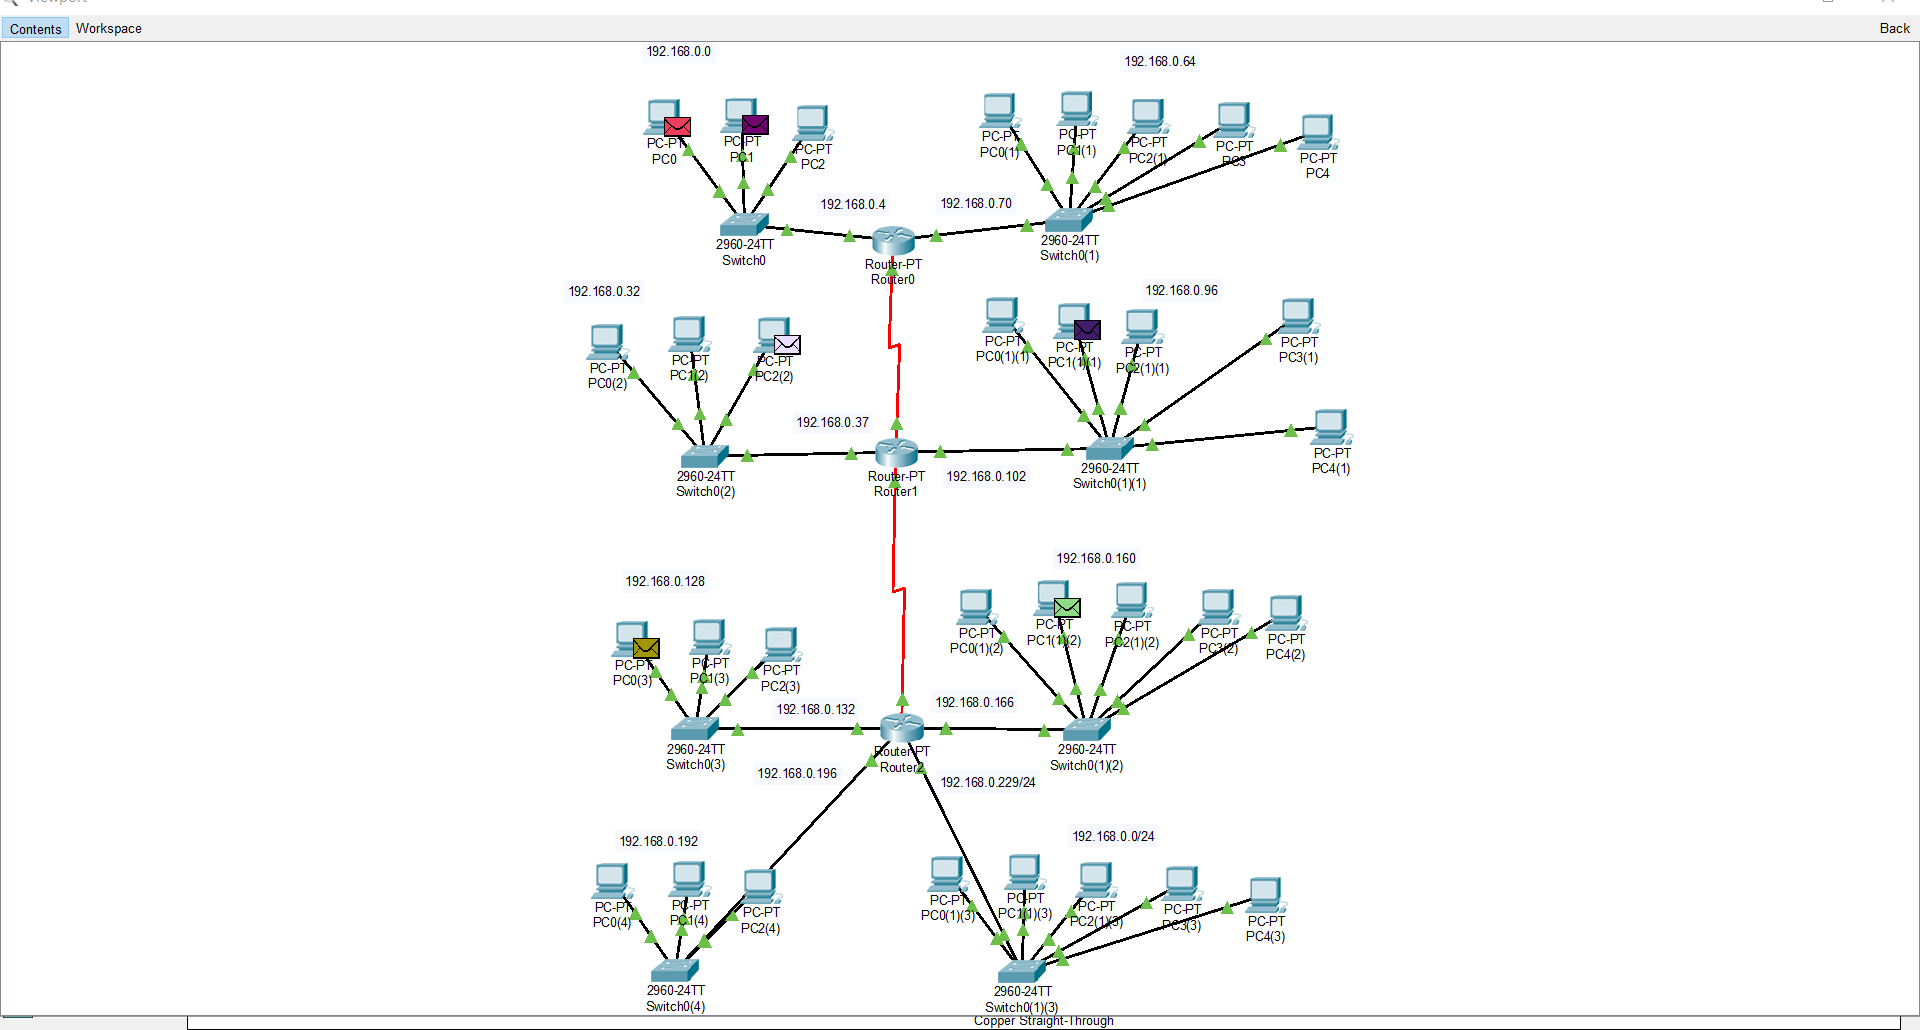 Viewport
Contents Workspace Back
192.168.0.0
192.168.0.64
PC-PT
PC0
PC-PT
PC1
PC-PT
PC2
PC-PT
PC0(1)
PC-PT
PC1(1)
PC-PT
PC2(1)
PC-PT
PC3
PC-PT
PC4
192.168.0.4
192.168.0.70
2960-24TT
Switch0
Router-PT
Router0
2960-24TT
Switch0(1)
192.168.0.32
192.168.0.96
PC-PT
PC0(2)
PC-PT
PC1(2)
PC-PT
PC2(2)
PC-PT
PC0(1)(1)
PC-PT
PC1(1)(1)
PC-PT
PC2(1)(1)
PC-PT
PC3(1)
PC-PT
PC4(1)
192.168.0.37
192.168.0.102
2960-24TT
Switch0(2)
Router-PT
Router1
2960-24TT
Switch0(1)(1)
192.168.0.128
192.168.0.160
PC-PT
PC0(3)
PC-PT
PC1(3)
PC-PT
PC2(3)
PC-PT
PC0(1)(2)
PC-PT
PC1(1)(2)
PC-PT
PC2(1)(2)
PC-PT
PC3(2)
PC-PT
PC4(2)
192.168.0.132
192.168.0.166
2960-24TT
Switch0(3)
Router-PT
Router2
2960-24TT
Switch0(1)(2)
192.168.0.196
192.168.0.229/24
192.168.0.192
192.168.0.0/24
PC-PT
PC0(4)
PC-PT
PC1(4)
PC-PT
PC2(4)
PC-PT
PC0(1)(3)
PC-PT
PC1(1)(3)
PC-PT
PC2(1)(3)
PC-PT
PC3(3)
PC-PT
PC4(3)
2960-24TT
Switch0(4)
2960-24TT
Switch0(1)(3)
Copper Straight-Through